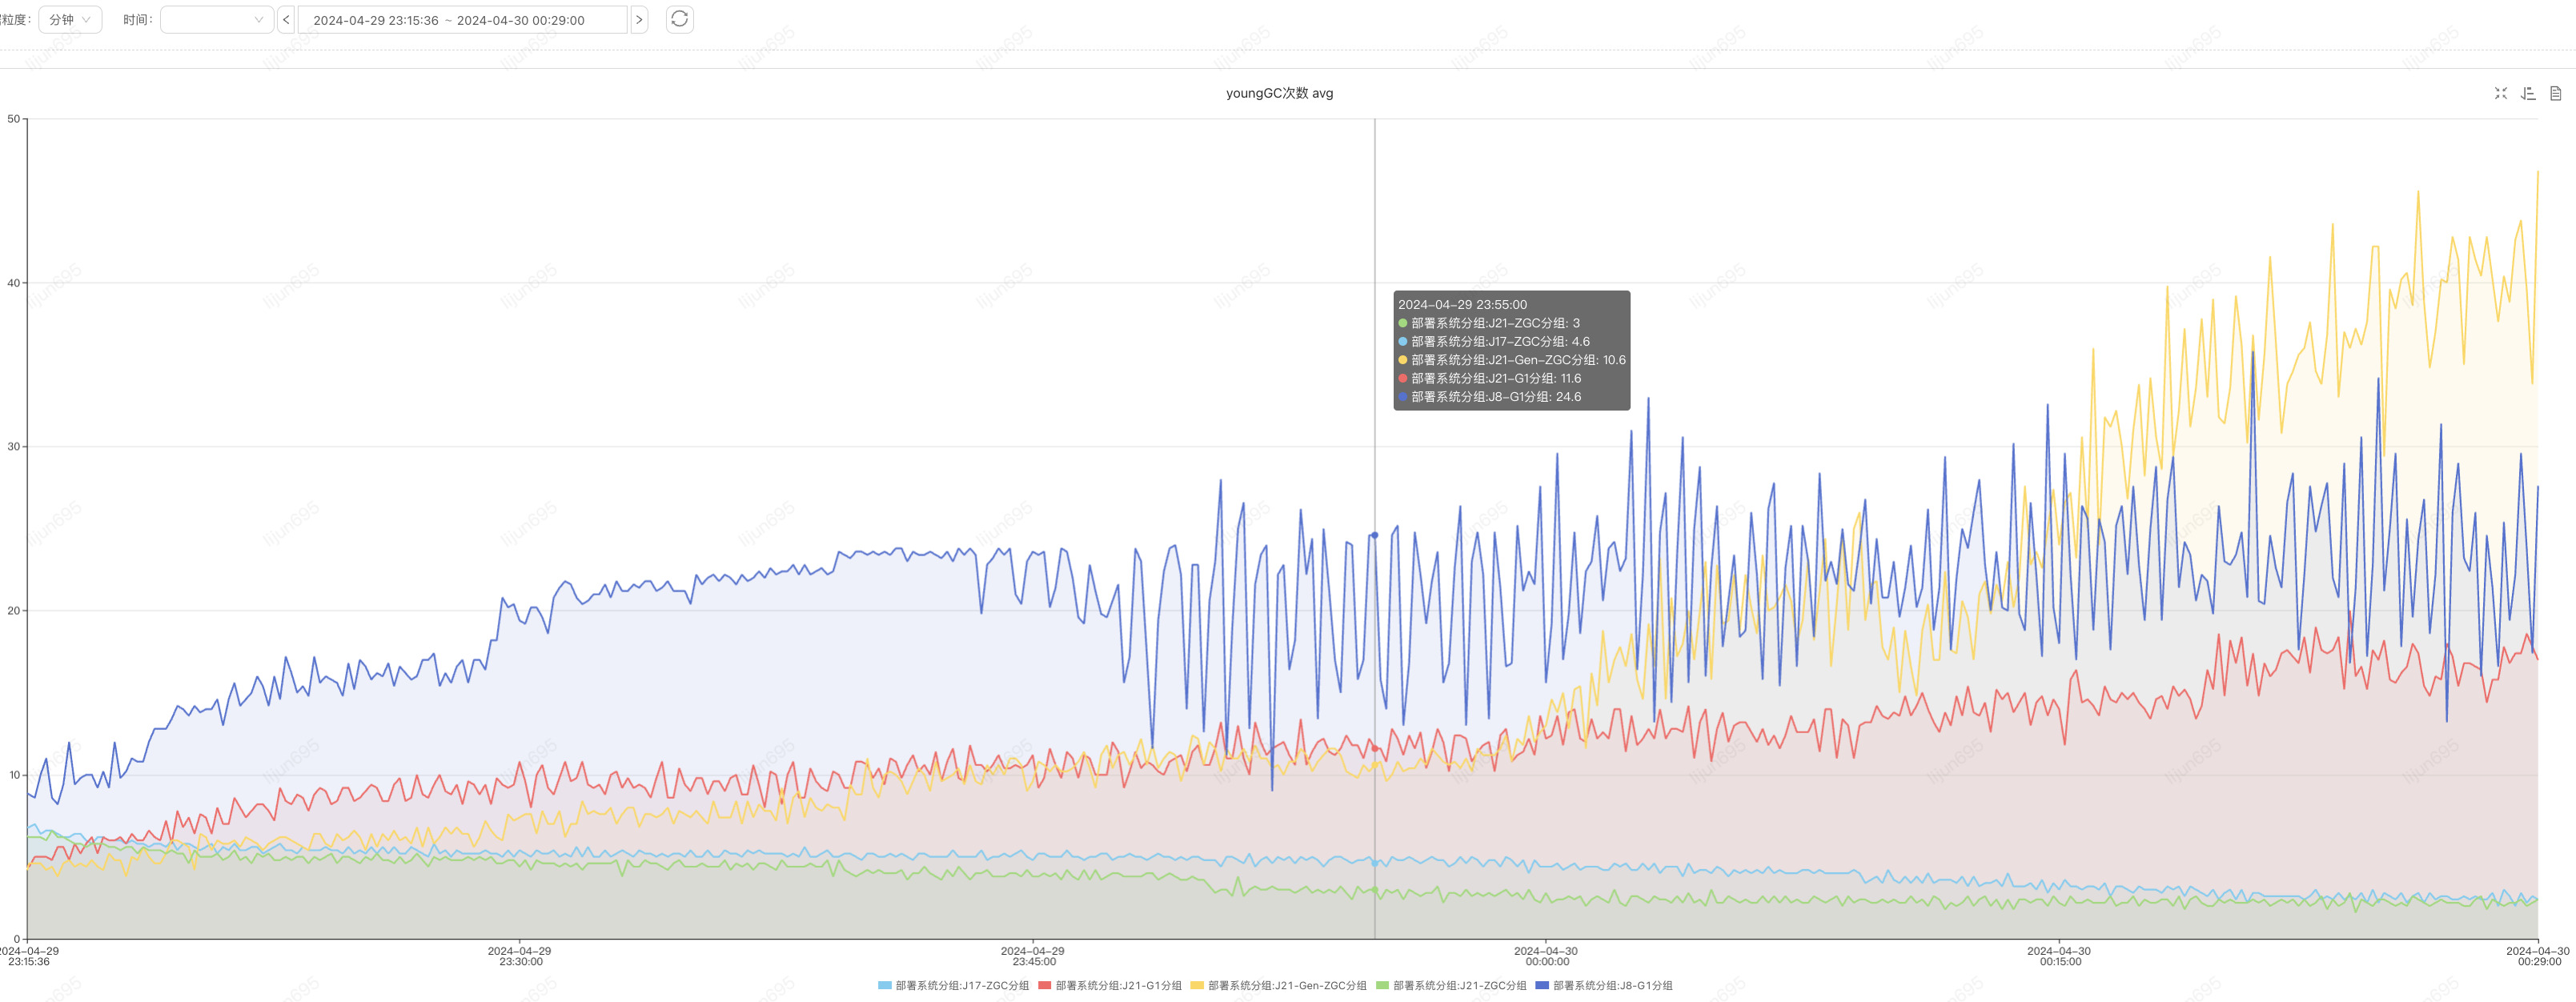 粒度: 分钟 时间: 2024-04-29 23:15:36 ~ 2024-04-30 00:29:00
youngGC次数 avg
50
40
30
20
10
0
2024-04-29 23:55:00
部署系统分组:J21-ZGC分组: 3
部署系统分组:J17-ZGC分组: 4.6
部署系统分组:J21-Gen-ZGC分组: 10.6
部署系统分组:J21-G1分组: 11.6
部署系统分组:J8-G1分组: 24.6
2024-04-29 2024-04-29 2024-04-29 2024-04-30 2024-04-30 2024-04-30
23:15:36 23:30:00 23:45:00 00:00:00 00:15:00 00:29:00
部署系统分组:J17-ZGC分组 部署系统分组:J21-G1分组 部署系统分组:J21-Gen-ZGC分组 部署系统分组:J21-ZGC分组 部署系统分组:J8-G1分组